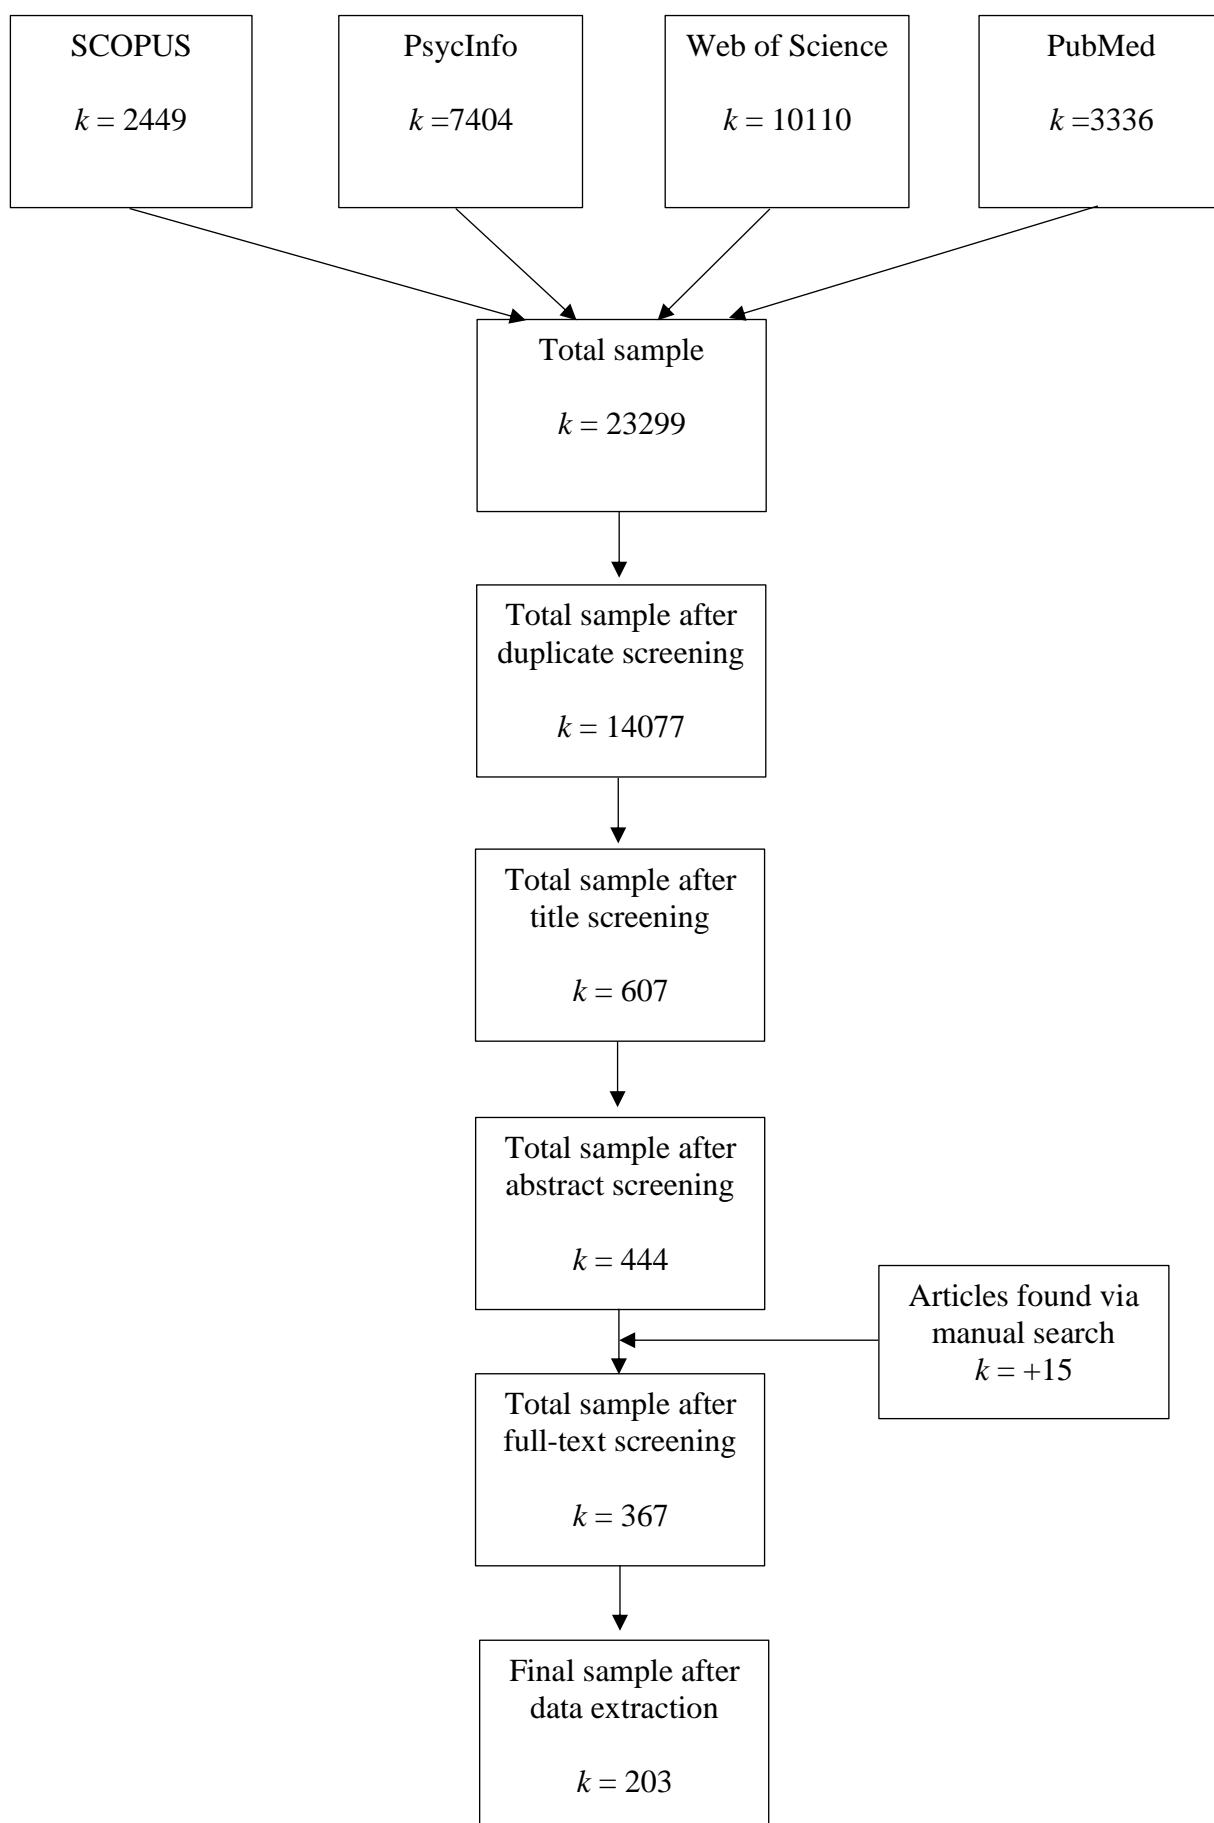 SCOPUS
k = 2449
PsycInfo
k =7404
Web of Science
k = 10110
PubMed
k =3336
Total sample
k = 23299
Total sample after
duplicate screening
k = 14077
Total sample after
title screening
k = 607
Total sample after
abstract screening
k = 444
Articles found via
manual search
k = +15
Total sample after
full-text screening
k = 367
Final sample after
data extraction
k = 203